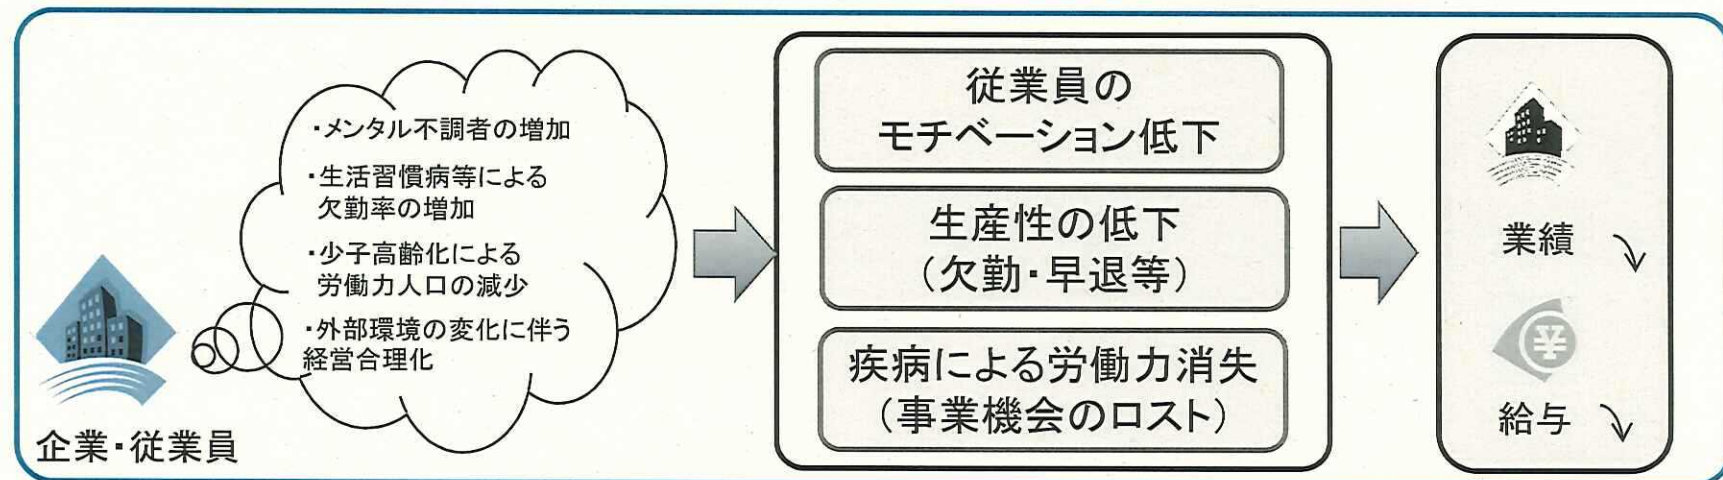 ・メンタル不調者の増加
・生活習慣病等による
欠勤率の増加
・少子高齢化による
労働力人口の減少
・外部環境の変化に伴う
経営合理化
企業・従業員
従業員の
モチベーション低下
生産性の低下
(欠勤・早退等)
疾病による労働力消失
(事業機会のロスト)
業績
¥
給与